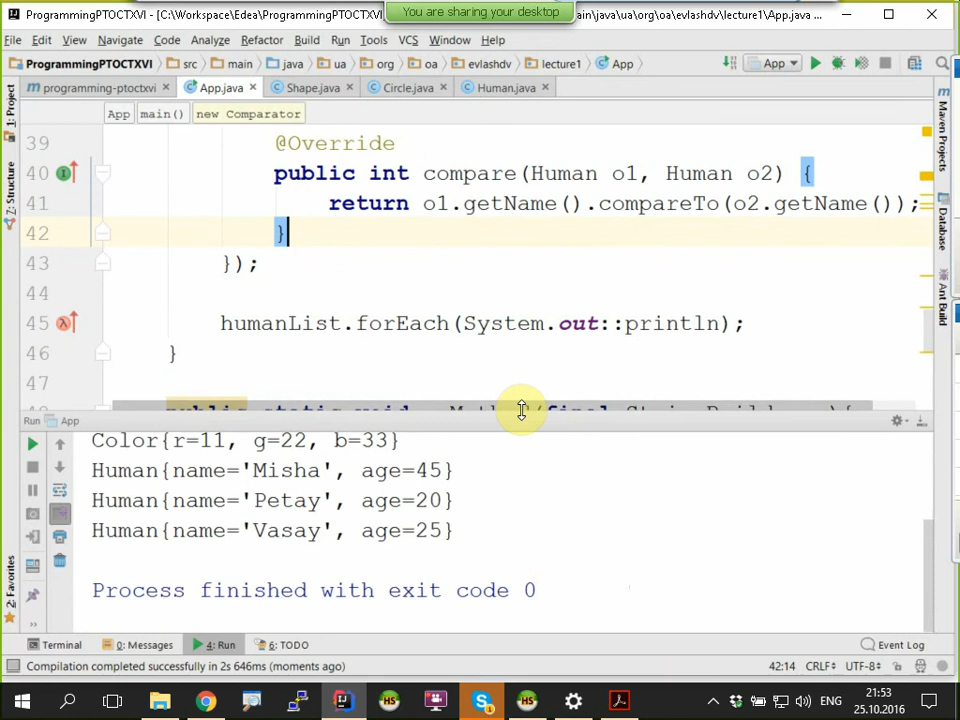 You are sharing your desktop
ProgrammingPTOCTXVI - [C:\Workspace\Edea\ProgrammingPTOCTXVI
ain\java\ua\org\oa\evlashdv\lecture1\App.java ...
File Edit View Navigate Code Analyze Refactor Build Run Tools VCS Window Help
ProgrammingPTOCTXVI src main java ua org oa evlashdv lecture1 App App
programming-ptoctxvi App.java Shape.java Circle.java Human.java
App main() new Comparator
39 @Override
40 public int compare(Human o1, Human o2) {
41 return o1.getName().compareTo(o2.getName());
42 }
43 });
44
45 humanList.forEach(System.out::println);
46 }
47
1: Project
Z: Structure
2: Favorites
Maven Projects
Database
Ant Build
Run App
Color{r=11, g=22, b=33}
Human{name='Misha', age=45}
Human{name='Petay', age=20}
Human{name='Vasay', age=25}
Process finished with exit code 0
Terminal 0: Messages 4: Run 6: TODO Event Log
Compilation completed successfully in 2s 646ms (moments ago) 42:14 CRLF UTF-8
ENG 21:53
25.10.2016